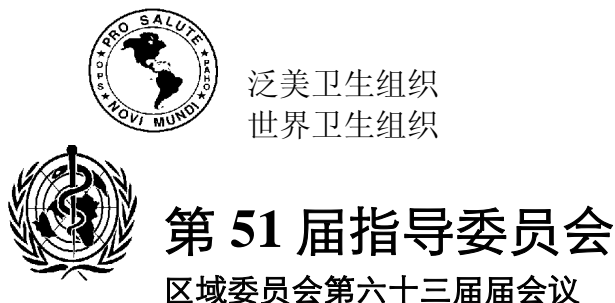 PRO SALUTE
OPS
PAHO
NOVI MUNDI
泛美卫生组织
世界卫生组织
第 51 届指导委员会
区域委员会第六十三届届会议